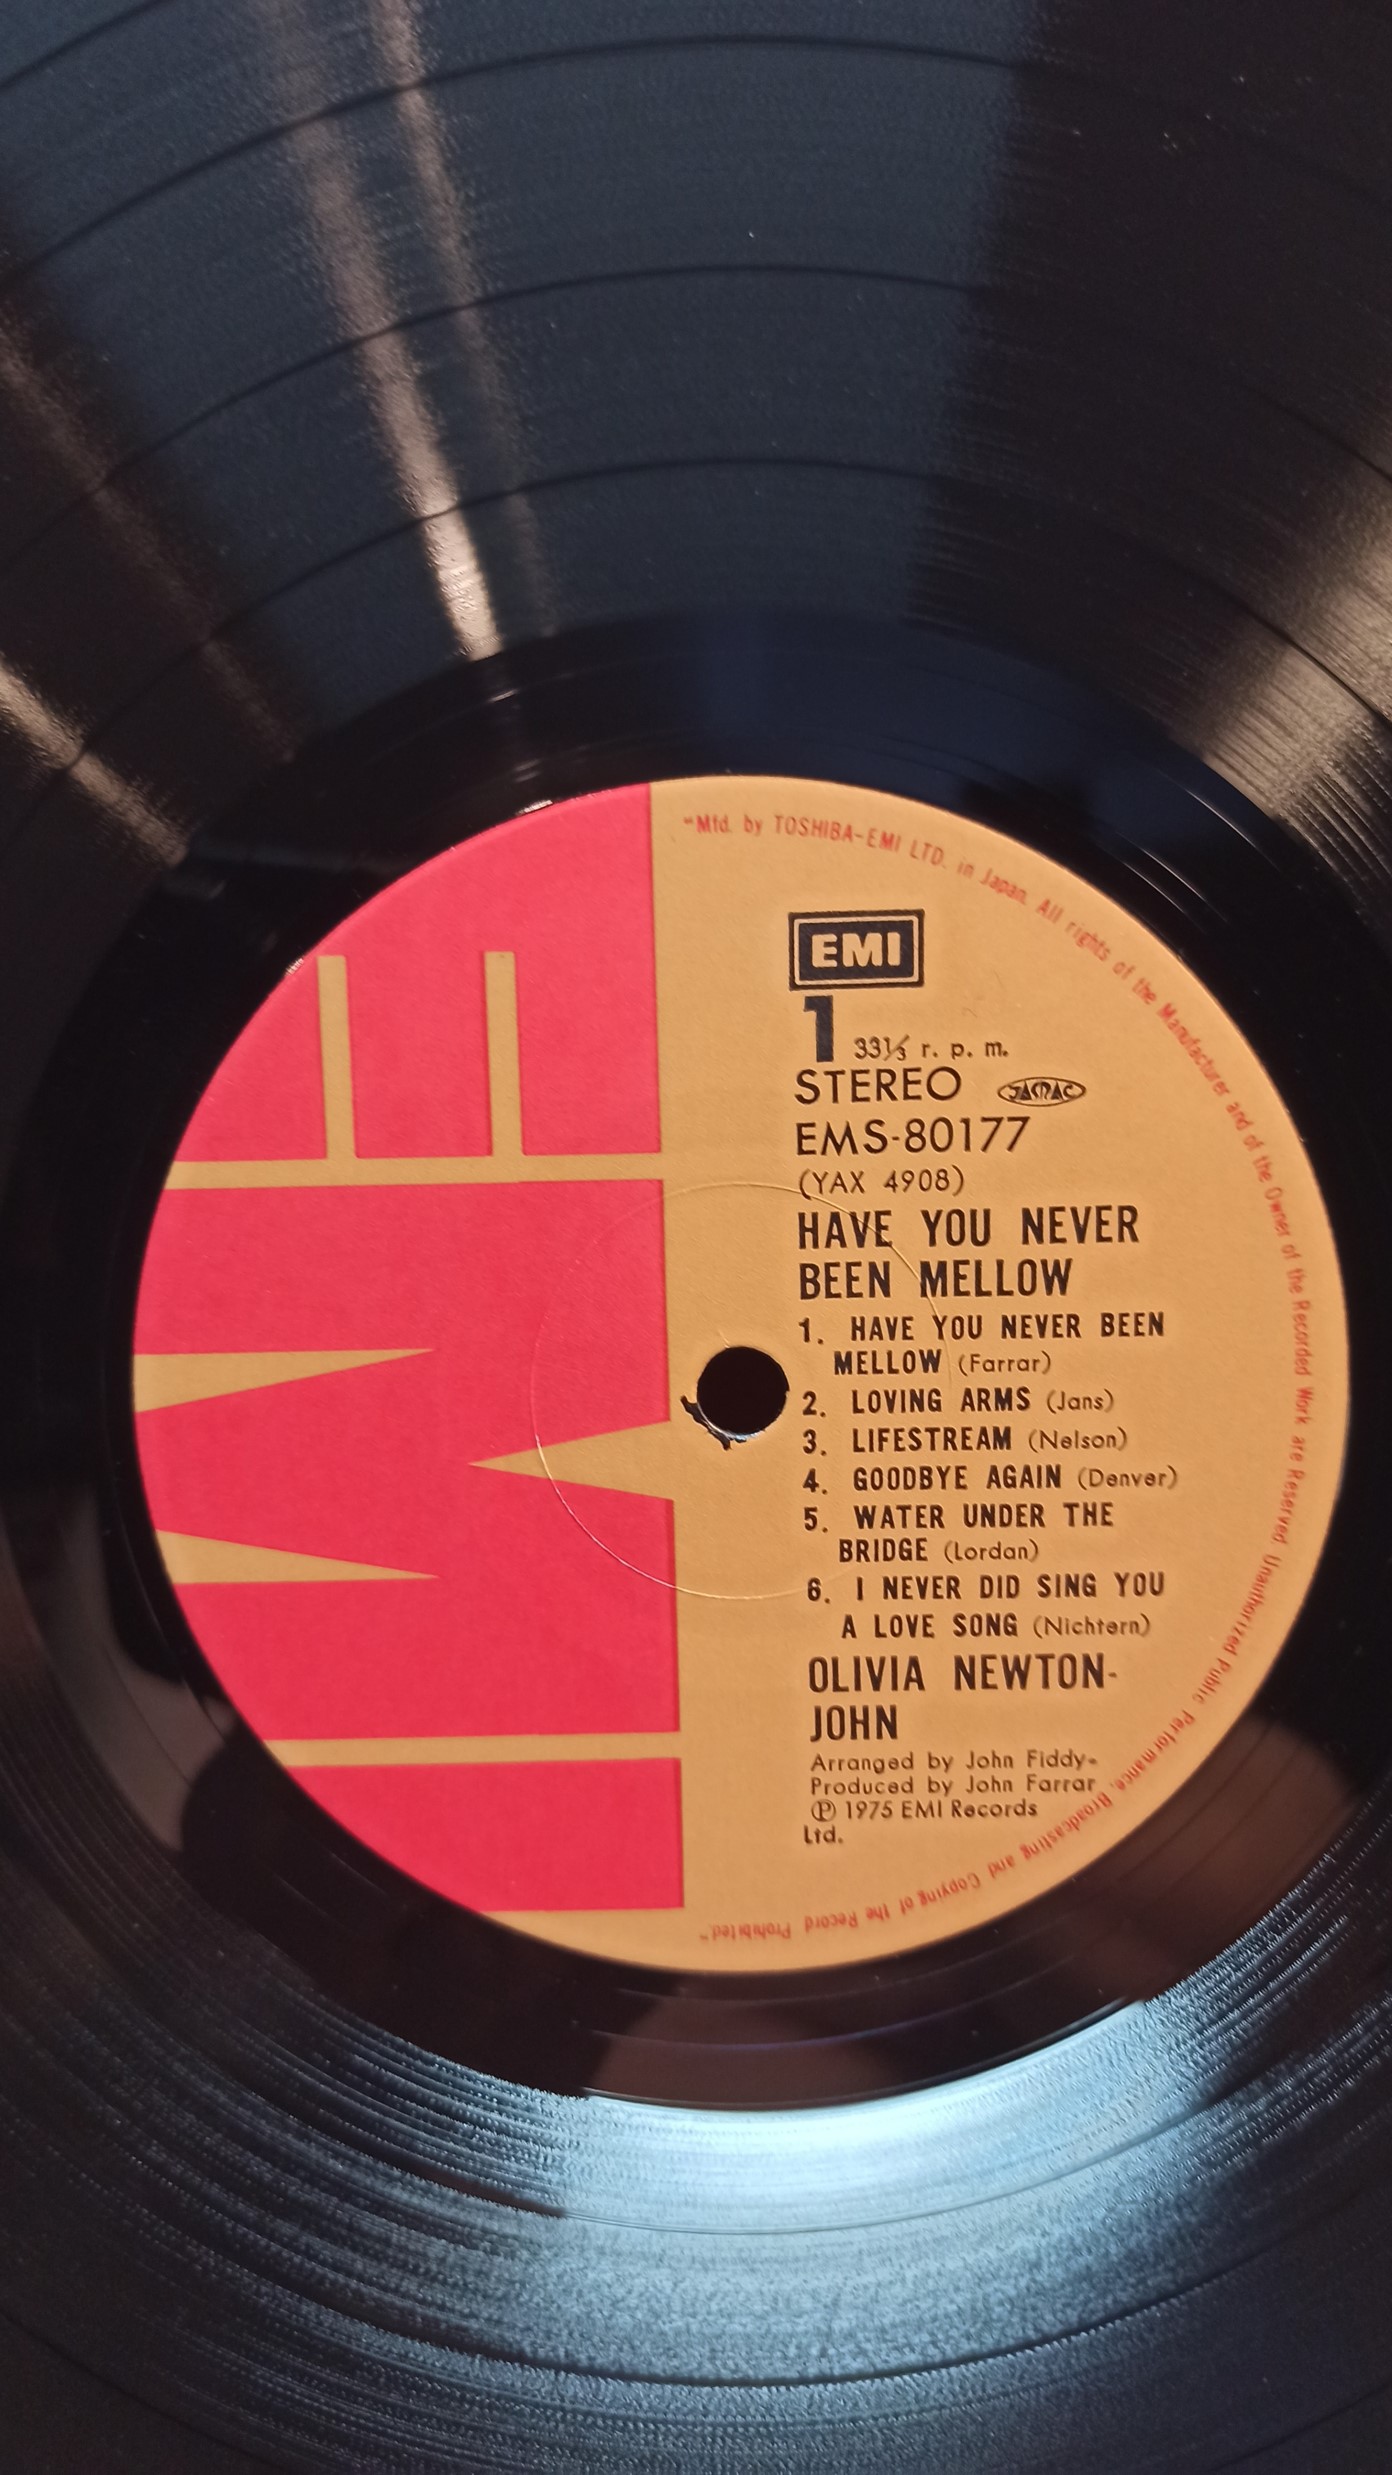 "Mfd. by TOSHIBA-EMI LTD. in Japan. All rights of the Manufacturer and of the Owner of the Recorded Work are Reserved. Unauthorized Public Performance, Broadcasting and Copying of the Record Prohibited."
EMI
1 33⅓ r. p. m.
STEREO JASRAC
EMS-80177
(YAX 4908)
HAVE YOU NEVER
BEEN MELLOW
1. HAVE YOU NEVER BEEN
MELLOW (Farrar)
2. LOVING ARMS (Jans)
3. LIFESTREAM (Nelson)
4. GOODBYE AGAIN (Denver)
5. WATER UNDER THE
BRIDGE (Lordan)
6. I NEVER DID SING YOU
A LOVE SONG (Nichtern)
OLIVIA NEWTON-
JOHN
Arranged by John Fiddy-
Produced by John Farrar
Ⓟ 1975 EMI Records
Ltd.
EMI